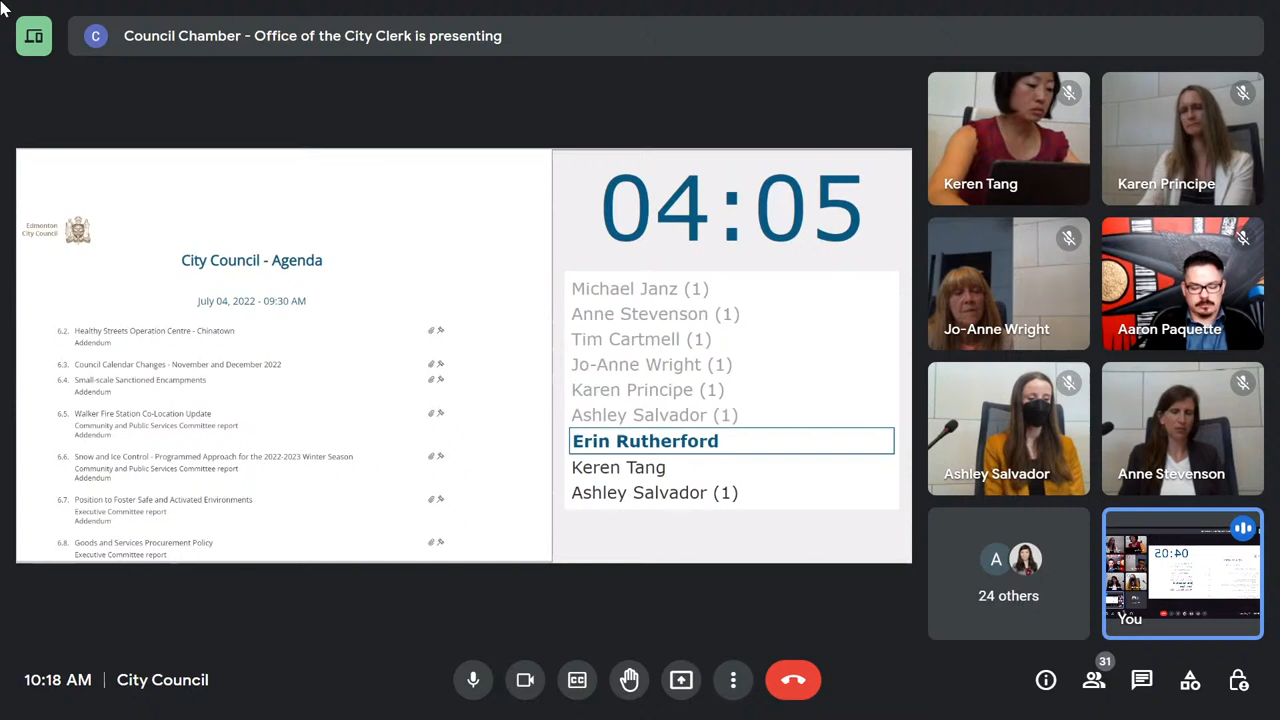 C
Council Chamber - Office of the City Clerk is presenting
Edmonton
City Council
City Council - Agenda
July 04, 2022 - 09:30 AM
6.2. Healthy Streets Operation Centre - Chinatown
Addendum
6.3. Council Calendar Changes - November and December 2022
6.4. Small-scale Sanctioned Encampments
Addendum
6.5. Walker Fire Station Co-Location Update
Community and Public Services Committee report
Addendum
6.6. Snow and Ice Control - Programmed Approach for the 2022-2023 Winter Season
Community and Public Services Committee report
Addendum
6.7. Position to Foster Safe and Activated Environments
Executive Committee report
Addendum
6.8. Goods and Services Procurement Policy
Executive Committee report
04:05
Michael Janz (1)
Anne Stevenson (1)
Tim Cartmell (1)
Jo-Anne Wright (1)
Karen Principe (1)
Ashley Salvador (1)
Erin Rutherford
Keren Tang
Ashley Salvador (1)
Keren Tang
Karen Principe
Jo-Anne Wright
Aaron Paquette
Ashley Salvador
Anne Stevenson
A
24 others
04:05
You
10:18 AM | City Council
CC
31